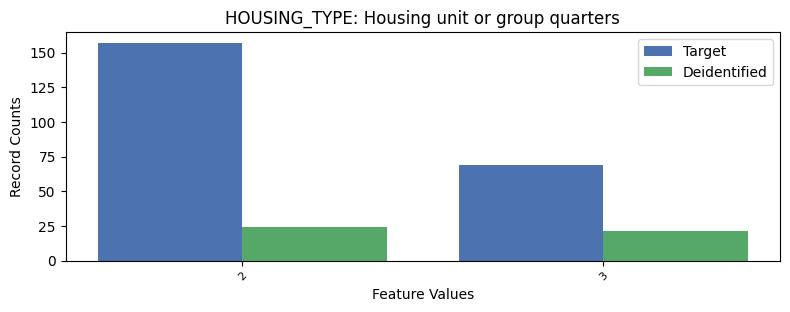 HOUSING_TYPE: Housing unit or group quarters
Target
Deidentified
Record Counts
150
125
100
75
50
25
0
2
3
Feature Values